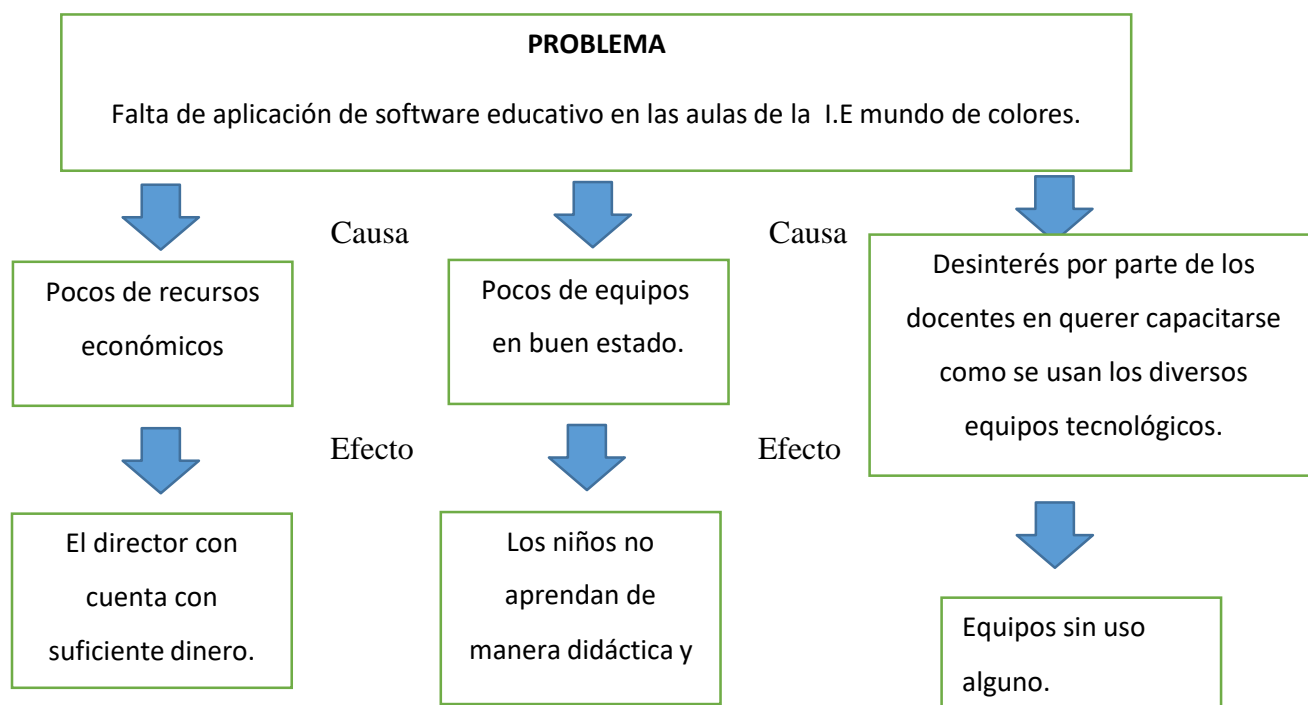 PROBLEMA
Falta de aplicación de software educativo en las aulas de la I.E mundo de colores.
Causa
Causa
Pocos de recursos
económicos
Pocos de equipos
en buen estado.
Desinterés por parte de los
docentes en querer capacitarse
como se usan los diversos
equipos tecnológicos.
Efecto
Efecto
El director con
cuenta con
suficiente dinero.
Los niños no
aprendan de
manera didáctica y
Equipos sin uso
alguno.